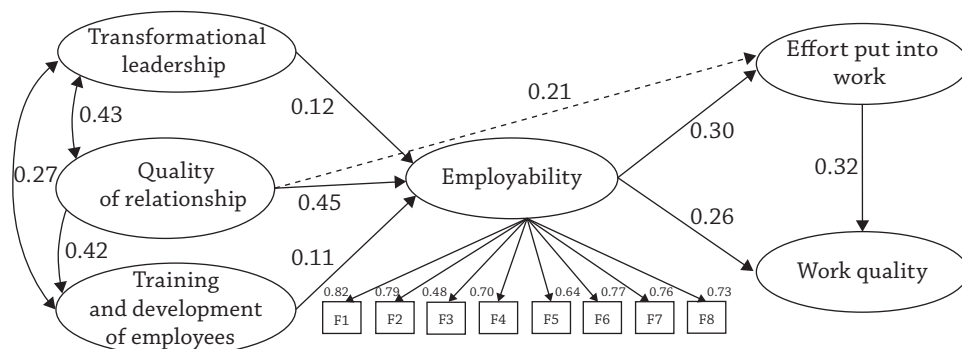 Transformational
leadership
Effort put into
work
0.21
0.12
0.43
0.30
0.27
Quality
of relationship
Employability
0.32
0.45
0.26
0.42
0.11
Training
and development
of employees
Work quality
0.82
0.79
0.48
0.70
0.64
0.77
0.76
0.73
F1
F2
F3
F4
F5
F6
F7
F8